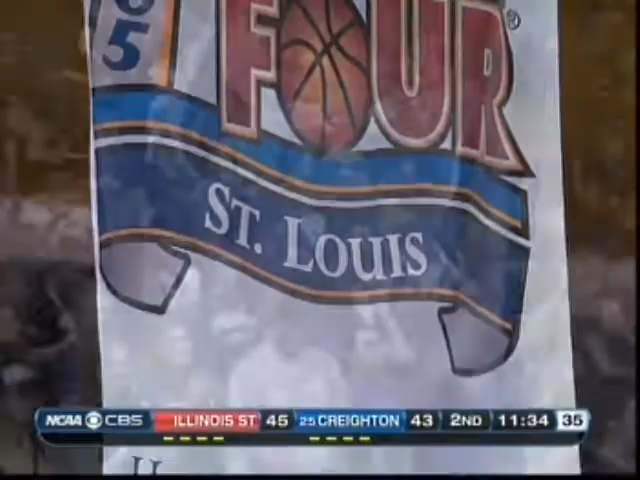 05
FOUR®
ST. LOUIS
NCAA CBS ILLINOIS ST 45 25 CREIGHTON 43 2ND 11:34 35